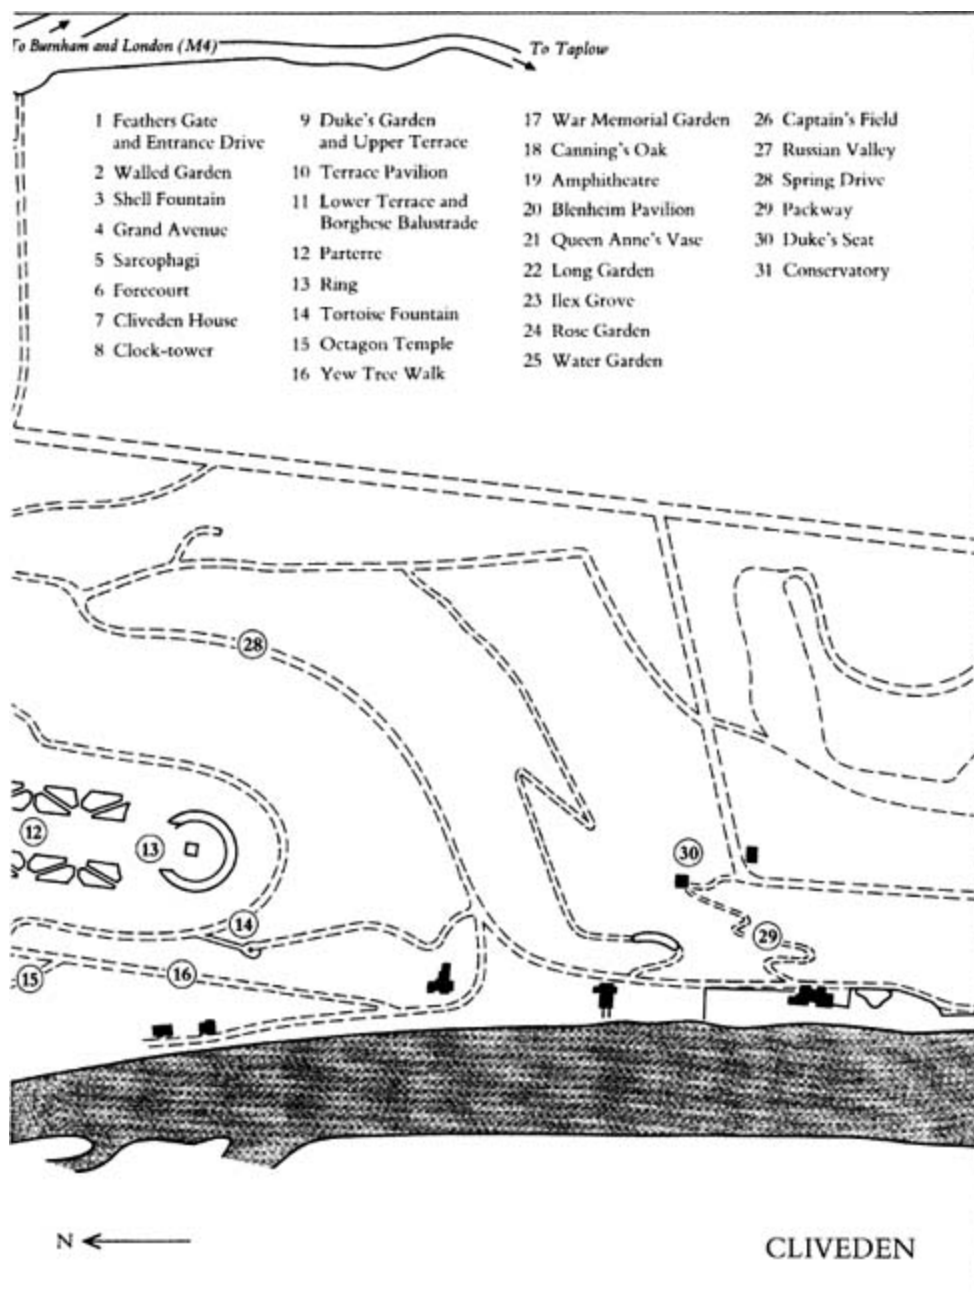 To Burnham and London (M4)
To Taplow
1 Feathers Gate
and Entrance Drive
2 Walled Garden
3 Shell Fountain
4 Grand Avenue
5 Sarcophagi
6 Forecourt
7 Cliveden House
8 Clock-tower
9 Duke's Garden
and Upper Terrace
10 Terrace Pavilion
11 Lower Terrace and
Borghese Balustrade
12 Parterre
13 Ring
14 Tortoise Fountain
15 Octagon Temple
16 Yew Tree Walk
17 War Memorial Garden
18 Canning's Oak
19 Amphitheatre
20 Blenheim Pavilion
21 Queen Anne's Vase
22 Long Garden
23 Ilex Grove
24 Rose Garden
25 Water Garden
26 Captain's Field
27 Russian Valley
28 Spring Drive
29 Packway
30 Duke's Seat
31 Conservatory
28
12
13
30
14
29
15
16
N
CLIVEDEN